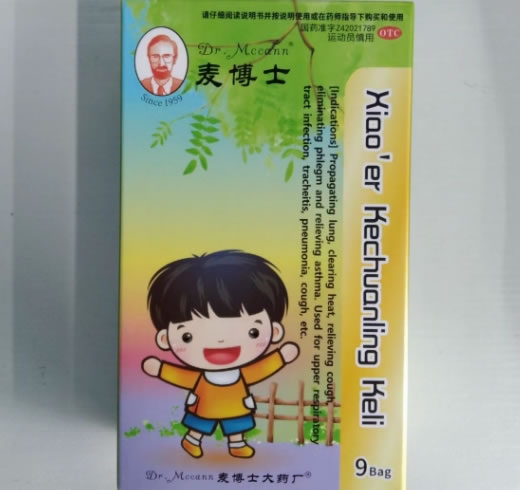 请仔细阅读说明书并按说明使用或在药师指导下购买和使用
国药准字Z42021789
OTC
运动员慎用
Dr. Mccann®
麦博士
Since 1959
Xiao'er Kechuanling Keli
[Indications] Propagating lung, clearing heat, relieving cough,
eliminating phlegm and relieving asthma. Used for upper respiratory
tract infection, tracheitis, pneumonia, cough, etc.
9Bag
Dr. Mccann 麦博士大药厂®